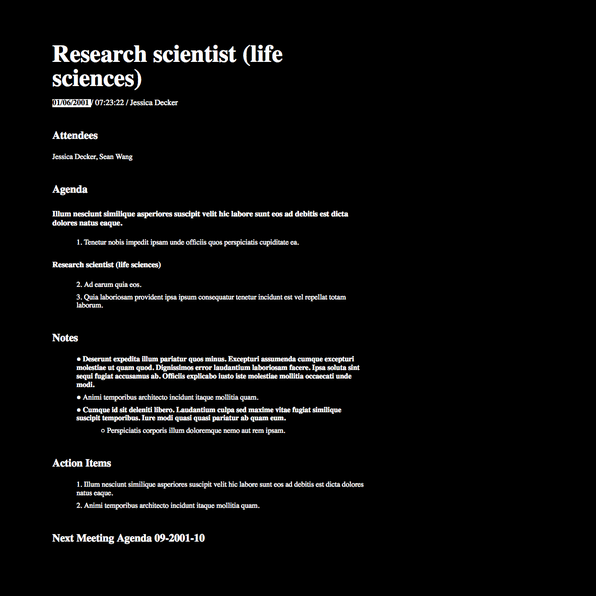 Research scientist (life
sciences)
01/06/2001 / 07:23:22 / Jessica Decker
Attendees
Jessica Decker, Sean Wang
Agenda
Illum nesciunt similique asperiores suscipit velit hic labore sunt eos ad debitis est dicta
dolores natus eaque.
1. Tenetur nobis impedit ipsam unde officiis quos perspiciatis cupiditate ea.
Research scientist (life sciences)
2. Ad earum quia eos.
3. Quia laboriosam provident ipsa ipsum consequatur tenetur incidunt est vel repellat totam
laborum.
Notes
● Deserunt expedita illum pariatur quos minus. Excepturi assumenda cumque excepturi
molestiae ut quam quod. Dignissimos error laudantium laboriosam facere. Ipsa soluta sint
sequi fugiat accusamus ab. Officiis explicabo iusto iste molestiae mollitia occaecati unde
modi.
● Animi temporibus architecto incidunt itaque mollitia quam.
● Cumque id sit deleniti libero. Laudantium culpa sed maxime vitae fugiat similique
suscipit temporibus. Iure modi quasi quasi pariatur ab quam eum.
○ Perspiciatis corporis illum doloremque nemo aut rem ipsam.
Action Items
1. Illum nesciunt similique asperiores suscipit velit hic labore sunt eos ad debitis est dicta dolores
natus eaque.
2. Animi temporibus architecto incidunt itaque mollitia quam.
Next Meeting Agenda 09-2001-10